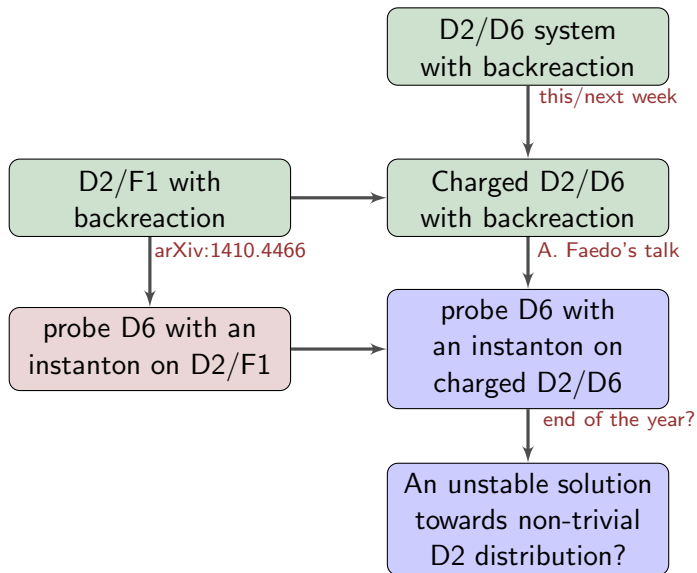 D2/D6 system
with backreaction
this/next week
D2/F1 with
backreaction
Charged D2/D6
with backreaction
arXiv:1410.4466
A. Faedo's talk
probe D6 with an
instanton on D2/F1
probe D6 with
an instanton on
charged D2/D6
end of the year?
An unstable solution
towards non-trivial
D2 distribution?